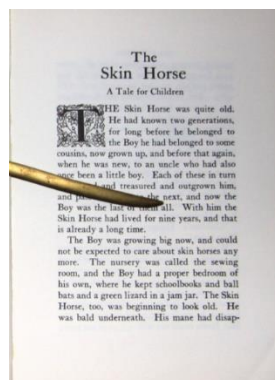 The
Skin Horse
A Tale for Children
THE Skin Horse was quite old.
He had known two generations,
for long before he belonged to
the Boy he had belonged to some
cousins, now grown up, and before that again,
when he was new, to an uncle who had also
once been a little boy. Each of these in turn
and treasured and outgrown him,
and the next, and now the
Boy was the last of them all. With him the
Skin Horse had lived for nine years, and that
is already a long time.
The Boy was growing big now, and could
not be expected to care about skin horses any
more. The nursery was called the sewing
room, and the Boy had a proper bedroom of
his own, where he kept schoolbooks and ball
bats and a green lizard in a jam jar. The Skin
Horse, too, was beginning to look old. He
was bald underneath. His mane had disap-